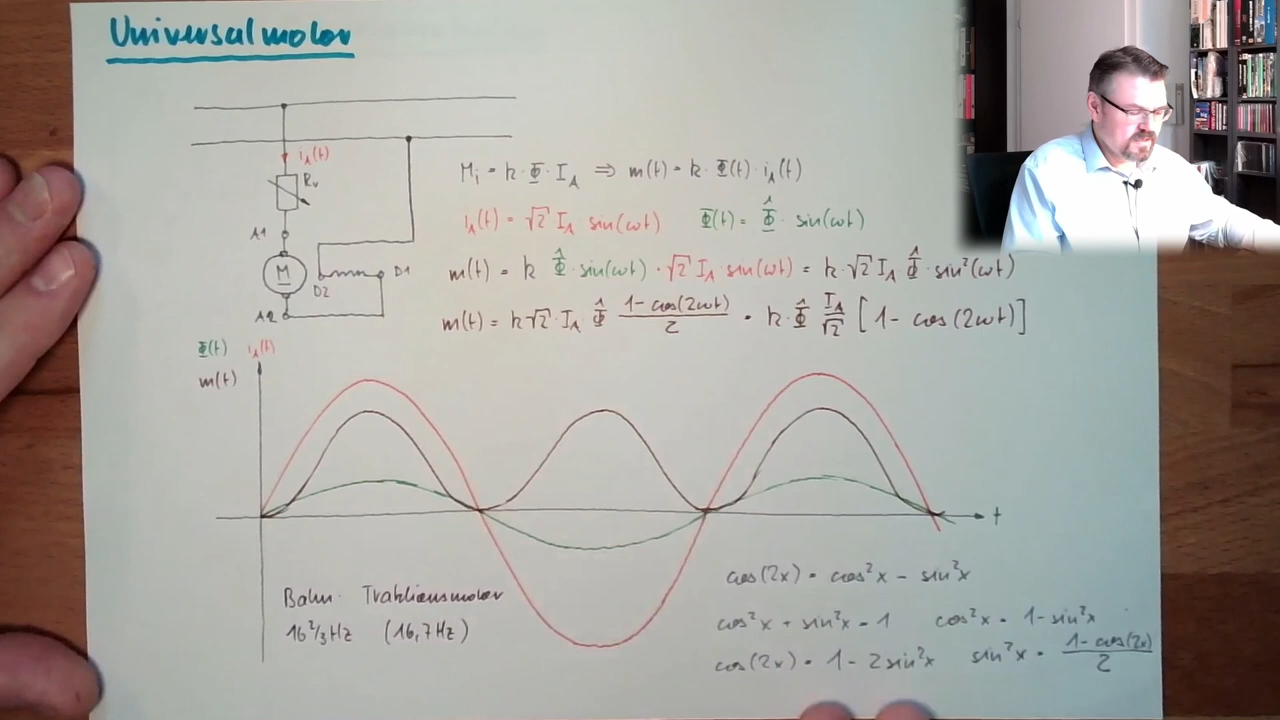 Universalmotor
i_A(t)
R_v
A1
M
D1
D2
A2
M_i = k · Φ · I_A ⇒ m(t) = k · Φ(t) · i_A(t)
i_A(t) = √2 I_A sin(ωt) Φ(t) = Φ̂ · sin(ωt)
m(t) = k Φ̂ · sin(ωt) · √2 I_A sin(ωt) = k · √2 I_A Φ̂ · sin²(ωt)
m(t) = k √2 · I_A Φ̂ (1 - cos(2ωt))/2 = k · Φ̂ I_A/√2 [1 - cos(2ωt)]
Φ(t) i_A(t)
m(t)
t
Bahn- Traktionsmotor
16 2/3 Hz (16,7 Hz)
cos(2x) = cos²x - sin²x
cos²x + sin²x = 1 cos²x = 1 - sin²x
cos(2x) = 1 - 2 sin²x sin²x = (1 - cos(2x))/2